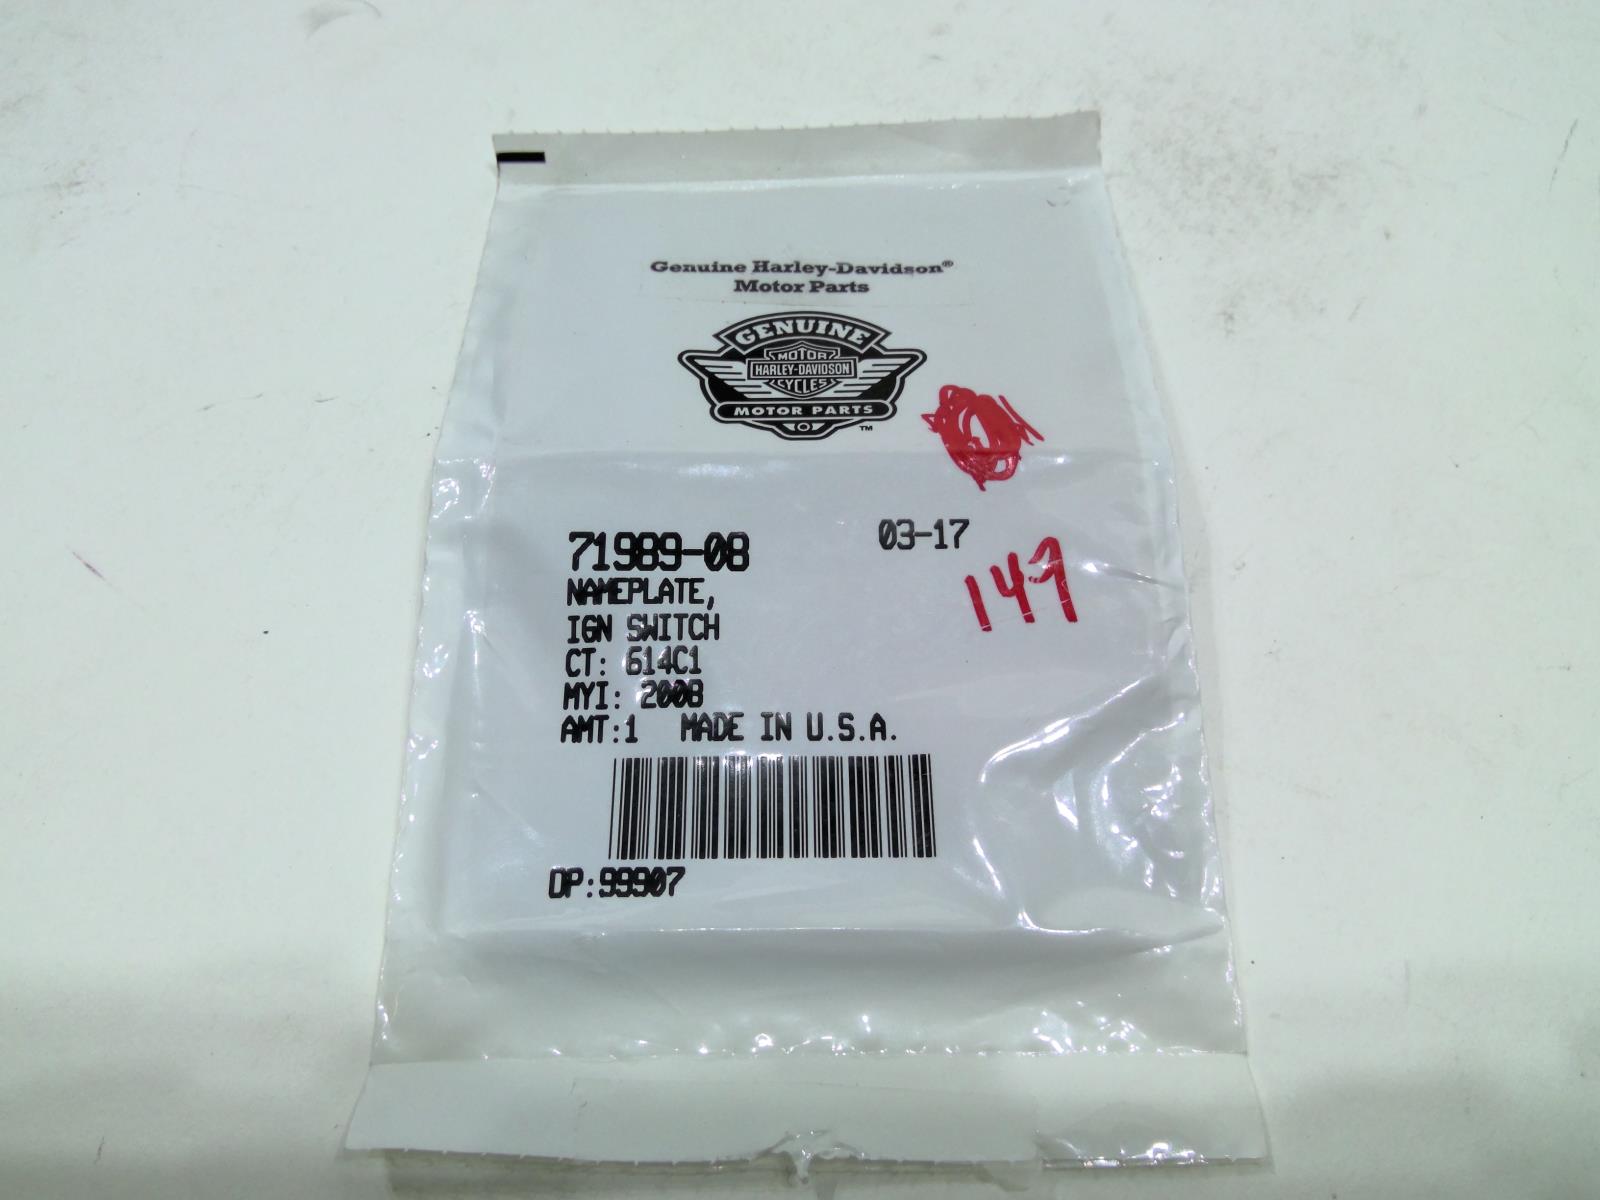 Genuine Harley-Davidson®
Motor Parts
GENUINE
MOTOR
HARLEY-DAVIDSON
CYCLES
MOTOR PARTS
™
71989-08
03-17
NAMEPLATE,
IGN SWITCH
147
CT: 614C1
MYI: 2008
AMT:1 MADE IN U.S.A.
DP:99907